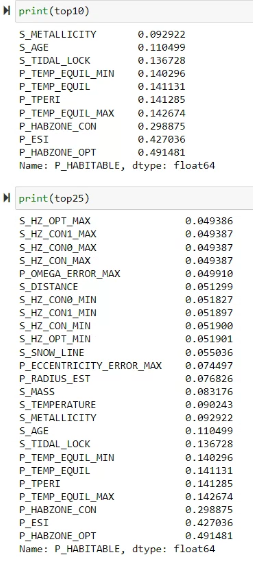 print(top10)
S_METALLICITY 0.092922
S_AGE 0.110499
S_TIDAL_LOCK 0.136728
P_TEMP_EQUIL_MIN 0.140296
P_TEMP_EQUIL 0.141131
P_TPERI 0.141285
P_TEMP_EQUIL_MAX 0.142674
P_HABZONE_CON 0.298875
P_ESI 0.427036
P_HABZONE_OPT 0.491481
Name: P_HABITABLE, dtype: float64
print(top25)
S_HZ_OPT_MAX 0.049386
S_HZ_CON1_MAX 0.049387
S_HZ_CON0_MAX 0.049387
S_HZ_CON_MAX 0.049387
P_OMEGA_ERROR_MAX 0.049910
S_DISTANCE 0.051299
S_HZ_CON0_MIN 0.051827
S_HZ_CON1_MIN 0.051897
S_HZ_CON_MIN 0.051900
S_HZ_OPT_MIN 0.051901
S_SNOW_LINE 0.055036
P_ECCENTRICITY_ERROR_MAX 0.074497
P_RADIUS_EST 0.076826
S_MASS 0.083176
S_TEMPERATURE 0.090243
S_METALLICITY 0.092922
S_AGE 0.110499
S_TIDAL_LOCK 0.136728
P_TEMP_EQUIL_MIN 0.140296
P_TEMP_EQUIL 0.141131
P_TPERI 0.141285
P_TEMP_EQUIL_MAX 0.142674
P_HABZONE_CON 0.298875
P_ESI 0.427036
P_HABZONE_OPT 0.491481
Name: P_HABITABLE, dtype: float64